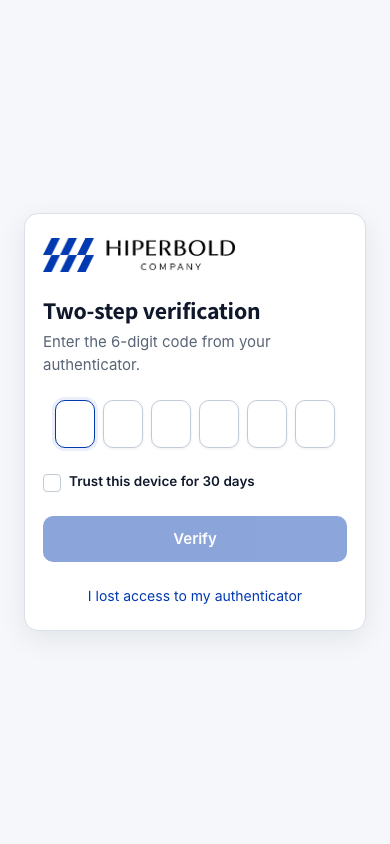 HIPERBOLD
COMPANY
Two-step verification
Enter the 6-digit code from your
authenticator.
Trust this device for 30 days
Verify
I lost access to my authenticator